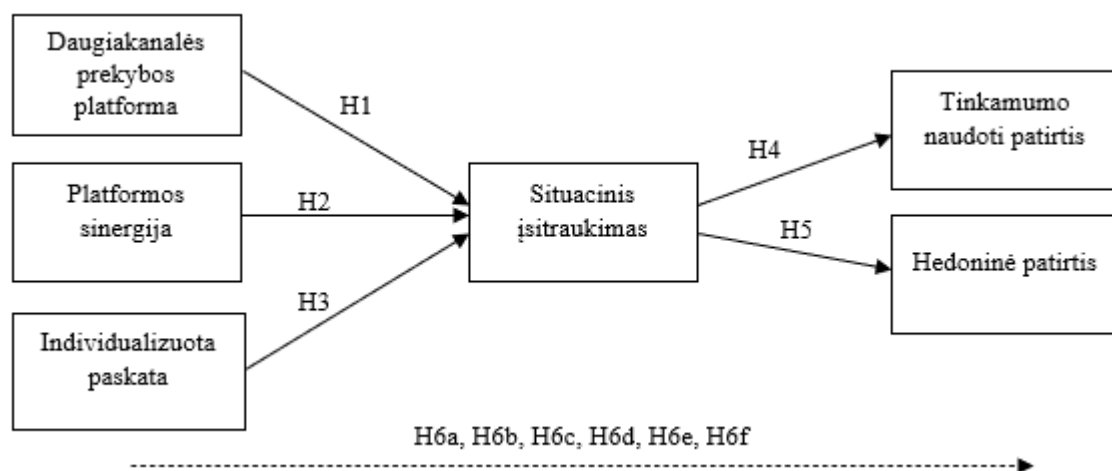 Daugiakanalės
prekybos
platforma
H1
Platformos
sinergija
H2
Individualizuota
paskata
H3
Situacinis
įsitraukimas
H4
Tinkamumo
naudoti patirtis
H5
Hedoninė patirtis
H6a, H6b, H6c, H6d, H6e, H6f